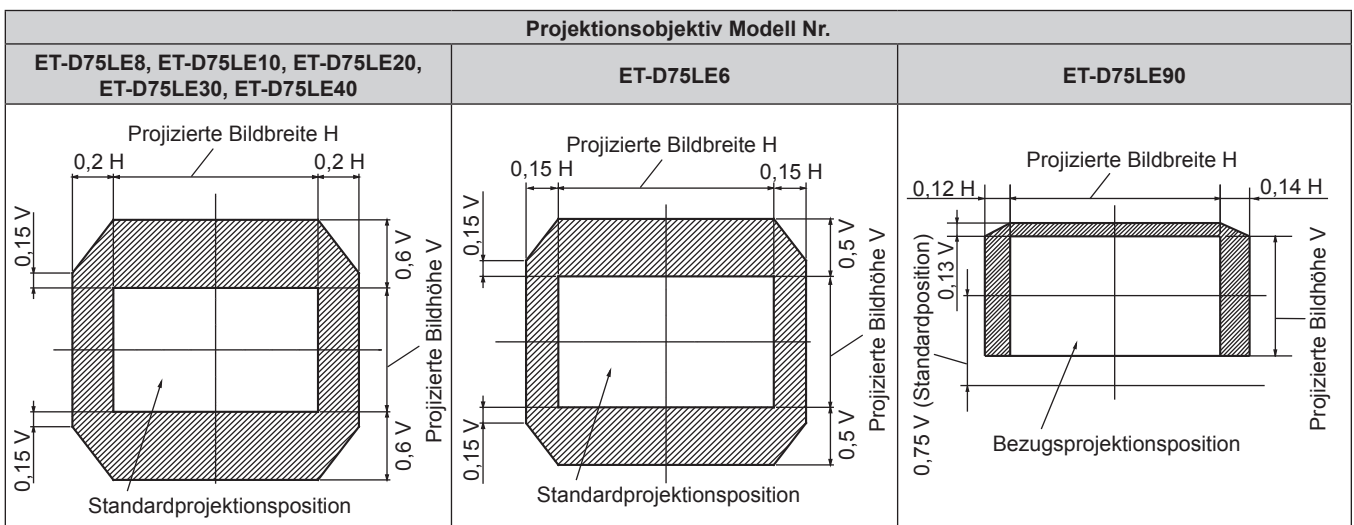 Projektionsobjektiv Modell Nr.
ET-D75LE8, ET-D75LE10, ET-D75LE20,
ET-D75LE30, ET-D75LE40
ET-D75LE6
ET-D75LE90
Projizierte Bildbreite H
0,2 H
0,2 H
0,15 V
0,6 V
Projizierte Bildhöhe V
0,15 V
0,6 V
Standardprojektionsposition
Projizierte Bildbreite H
0,15 H
0,15 H
0,15 V
0,5 V
Projizierte Bildhöhe V
0,15 V
0,5 V
Standardprojektionsposition
Projizierte Bildbreite H
0,12 H
0,14 H
0,13 V
0,75 V (Standardposition)
Projizierte Bildhöhe V
Bezugsprojektionsposition